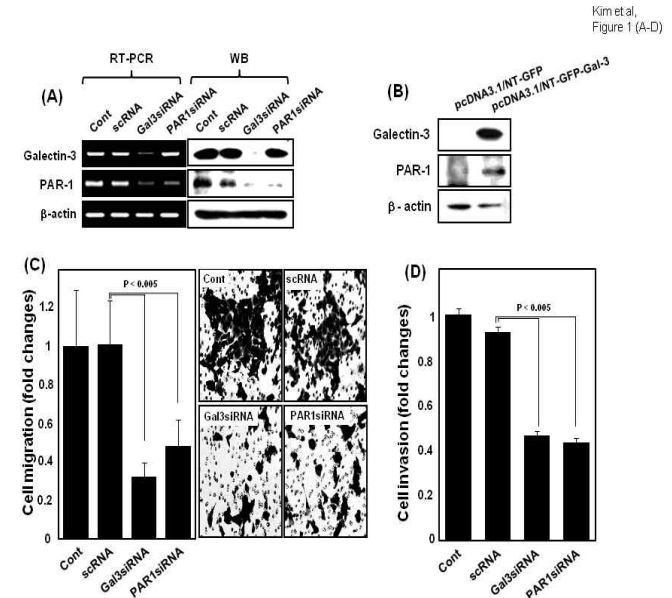 Kim et al,
Figure 1 (A-D)
(A)
RT-PCR WB
Cont scRNA Gal3siRNA PAR1siRNA Cont scRNA Gal3siRNA PAR1siRNA
Galectin-3
PAR-1
β-actin
(B)
pcDNA3.1/NT-GFP
pcDNA3.1/NT-GFP-Gal-3
Galectin-3
PAR-1
β- actin
(C)
Cell migration (fold changes)
1.2
1
0.8
0.6
0.4
0.2
0
P < 0.005
Cont scRNA Gal3siRNA PAR1siRNA
Cont scRNA
Gal3siRNA PAR1siRNA
(D)
Cell invasion (fold changes)
1
0.8
0.6
0.4
0.2
0
P < 0.005
Cont scRNA Gal3siRNA PAR1siRNA